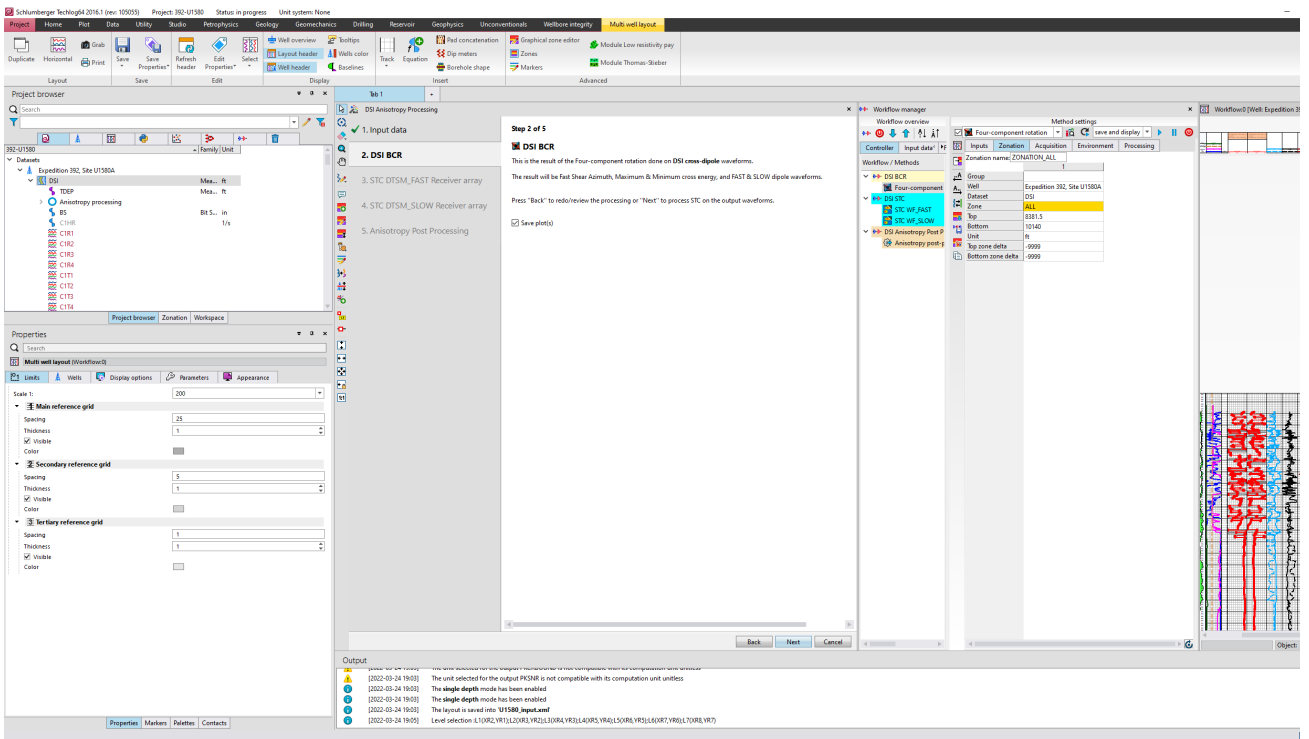 Schlumberger Techlog64 2016.1 (rev: 105055) Project: 392-U1580 Status: in progress Unit system: None
Project Home Plot Data Utility Studio Petrophysics Geology Geomechanics Drilling Reservoir Geophysics Unconventionals Wellbore integrity Multi well layout
Duplicate Horizontal Grab Print Save Save Properties* Refresh header Edit Properties* Select
Well overview Tooltips
Layout header Wells color
Well header Baselines
Track Equation
Pad concatenation Graphical zone editor Module Low resistivity pay
Dip meters Zones
Borehole shape Markers Module Thomas-Stieber
Layout Save Edit Display Insert Advanced
Project browser
Search
392-U1580 Family Unit
Datasets
Expedition 392, Site U1580A
DSI Mea... ft
TDEP Mea... ft
Anisotropy processing
BS Bit S... in
C1HR 1/s
C1R1
C1R2
C1R3
C1R4
C1T1
C1T2
C1T3
C1T4
Project browser Zonation Workspace
Properties
Search
Multi well layout (Workflow:0)
Limits Wells Display options Parameters Appearance
Scale 1: 200
Main reference grid
Spacing 25
Thickness 1
Visible
Color
Secondary reference grid
Spacing 5
Thickness 1
Visible
Color
Tertiary reference grid
Spacing 1
Thickness 1
Visible
Color
Properties Markers Palettes Contacts
Tab 1 +
DSI Anisotropy Processing
1. Input data
2. DSI BCR
3. STC DTSM_FAST Receiver array
4. STC DTSM_SLOW Receiver array
5. Anisotropy Post Processing
Step 2 of 5
DSI BCR
This is the result of the Four-component rotation done on DSI cross-dipole waveforms.
The result will be Fast Shear Azimuth, Maximum & Minimum cross energy, and FAST & SLOW dipole waveforms.
Press "Back" to redo/review the processing or "Next" to process STC on the output waveforms.
Save plot(s)
Back Next Cancel
Workflow manager
Workflow overview
Controller Input data*
Workflow / Methods
DSI BCR
Four-component
DSI STC
STC WF_FAST
STC WF_SLOW
DSI Anisotropy Post P
Anisotropy post-p
Method settings
Four-component rotation save and display
Inputs Zonation Acquisition Environment Processing
Zonation name: ZONATION_ALL
1
Group
Well Expedition 392, Site U1580A
Dataset DSI
Zone ALL
Top 8381.5
Bottom 10140
Unit ft
Top zone delta -9999
Bottom zone delta -9999
Workflow:0 [Well: Expedition 39
Object:
Output
[2022-03-24 19:03] The unit selected for the output PKSNR is not compatible with its computation unit unitless
[2022-03-24 19:03] The single depth mode has been enabled
[2022-03-24 19:03] The single depth mode has been enabled
[2022-03-24 19:03] The layout is saved into 'U1580_input.xml'
[2022-03-24 19:05] Level selection :L1(XR2,YR1);L2(XR3,YR2);L3(XR4,YR3);L4(XR5,YR4);L5(XR6,YR5);L6(XR7,YR6);L7(XR8,YR7)